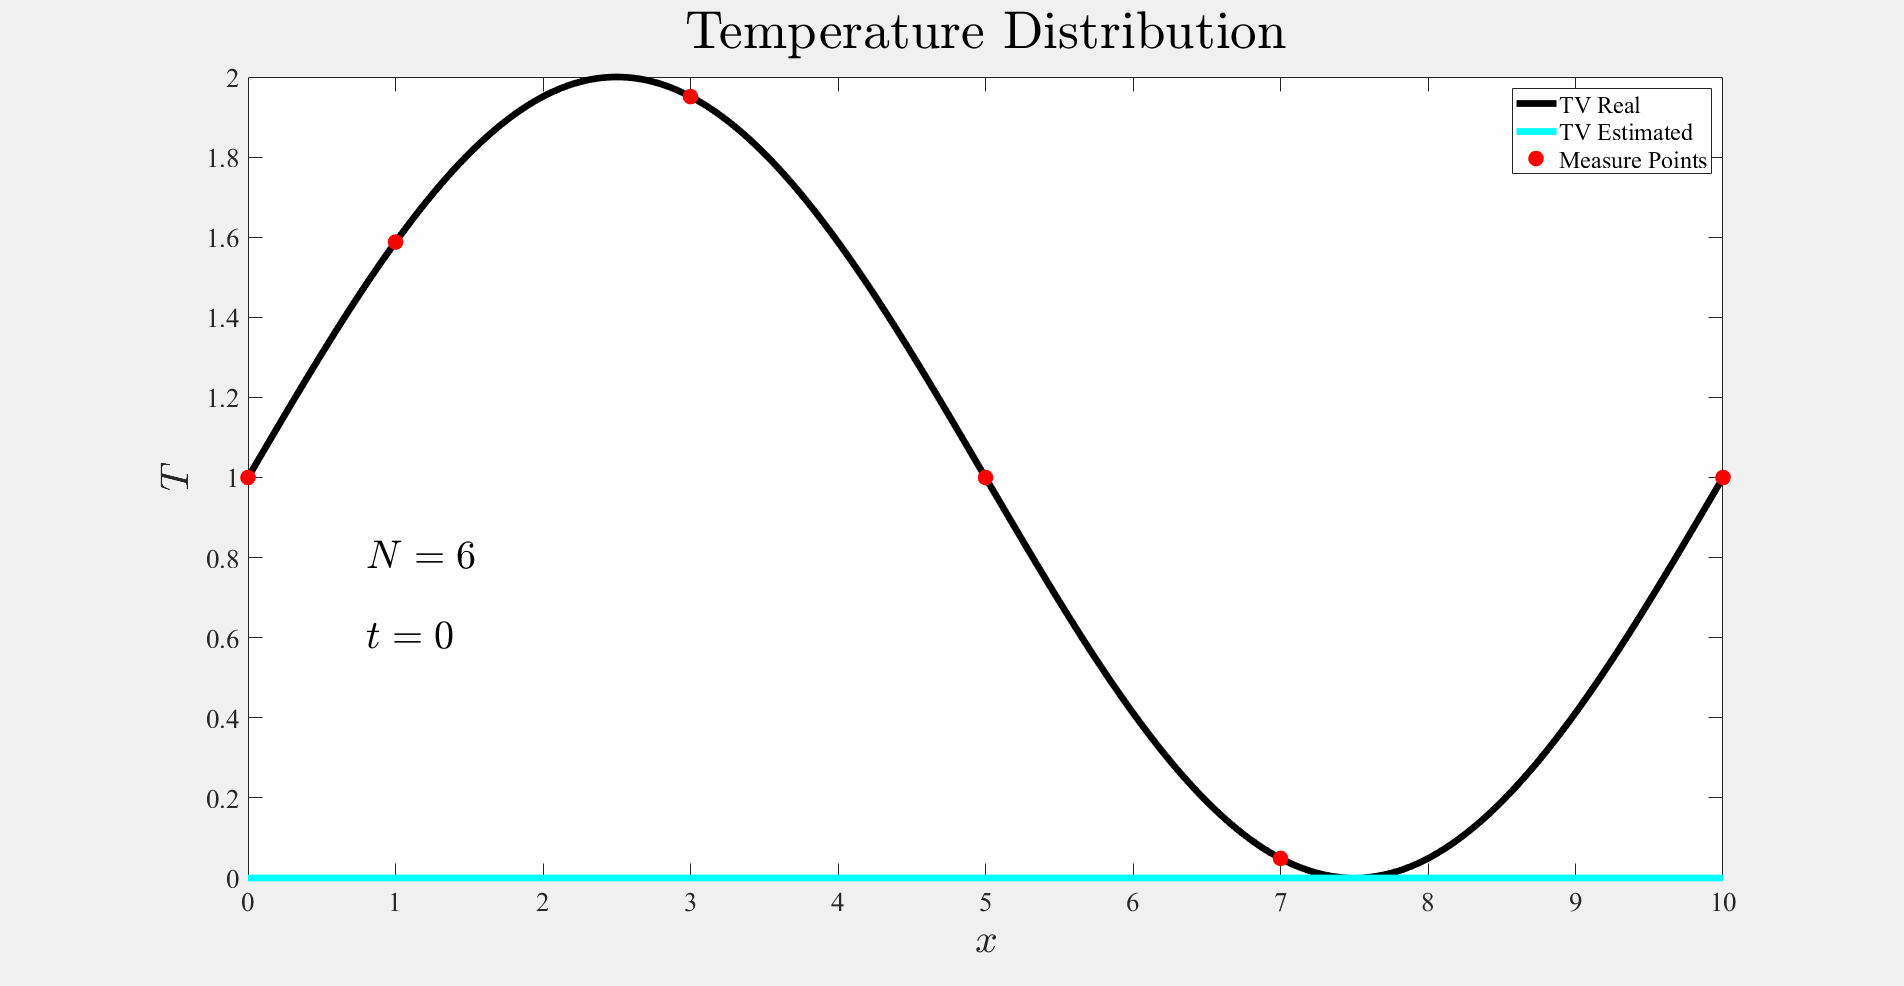 Temperature Distribution
TV Real
TV Estimated
Measure Points
2
1.8
1.6
1.4
1.2
1
0.8
0.6
0.4
0.2
0
T
N = 6
t = 0
0 1 2 3 4 5 6 7 8 9 10
x